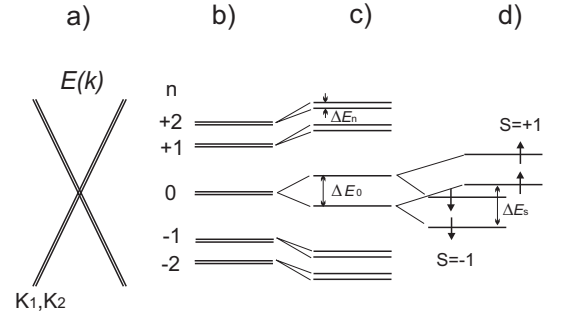 a)
b)
c)
d)
E(k)
n
+2
+1
0
-1
-2
ΔEn
ΔE0
S=+1
ΔEs
S=-1
K1,K2